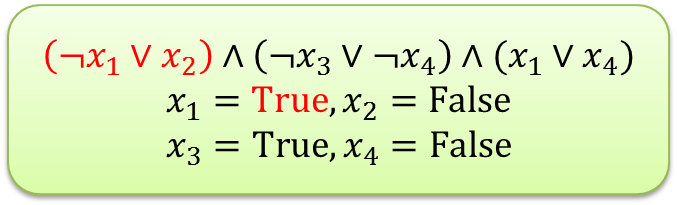 (¬x₁ ∨ x₂) ∧ (¬x₃ ∨ ¬x₄) ∧ (x₁ ∨ x₄)
x₁ = True, x₂ = False
x₃ = True, x₄ = False